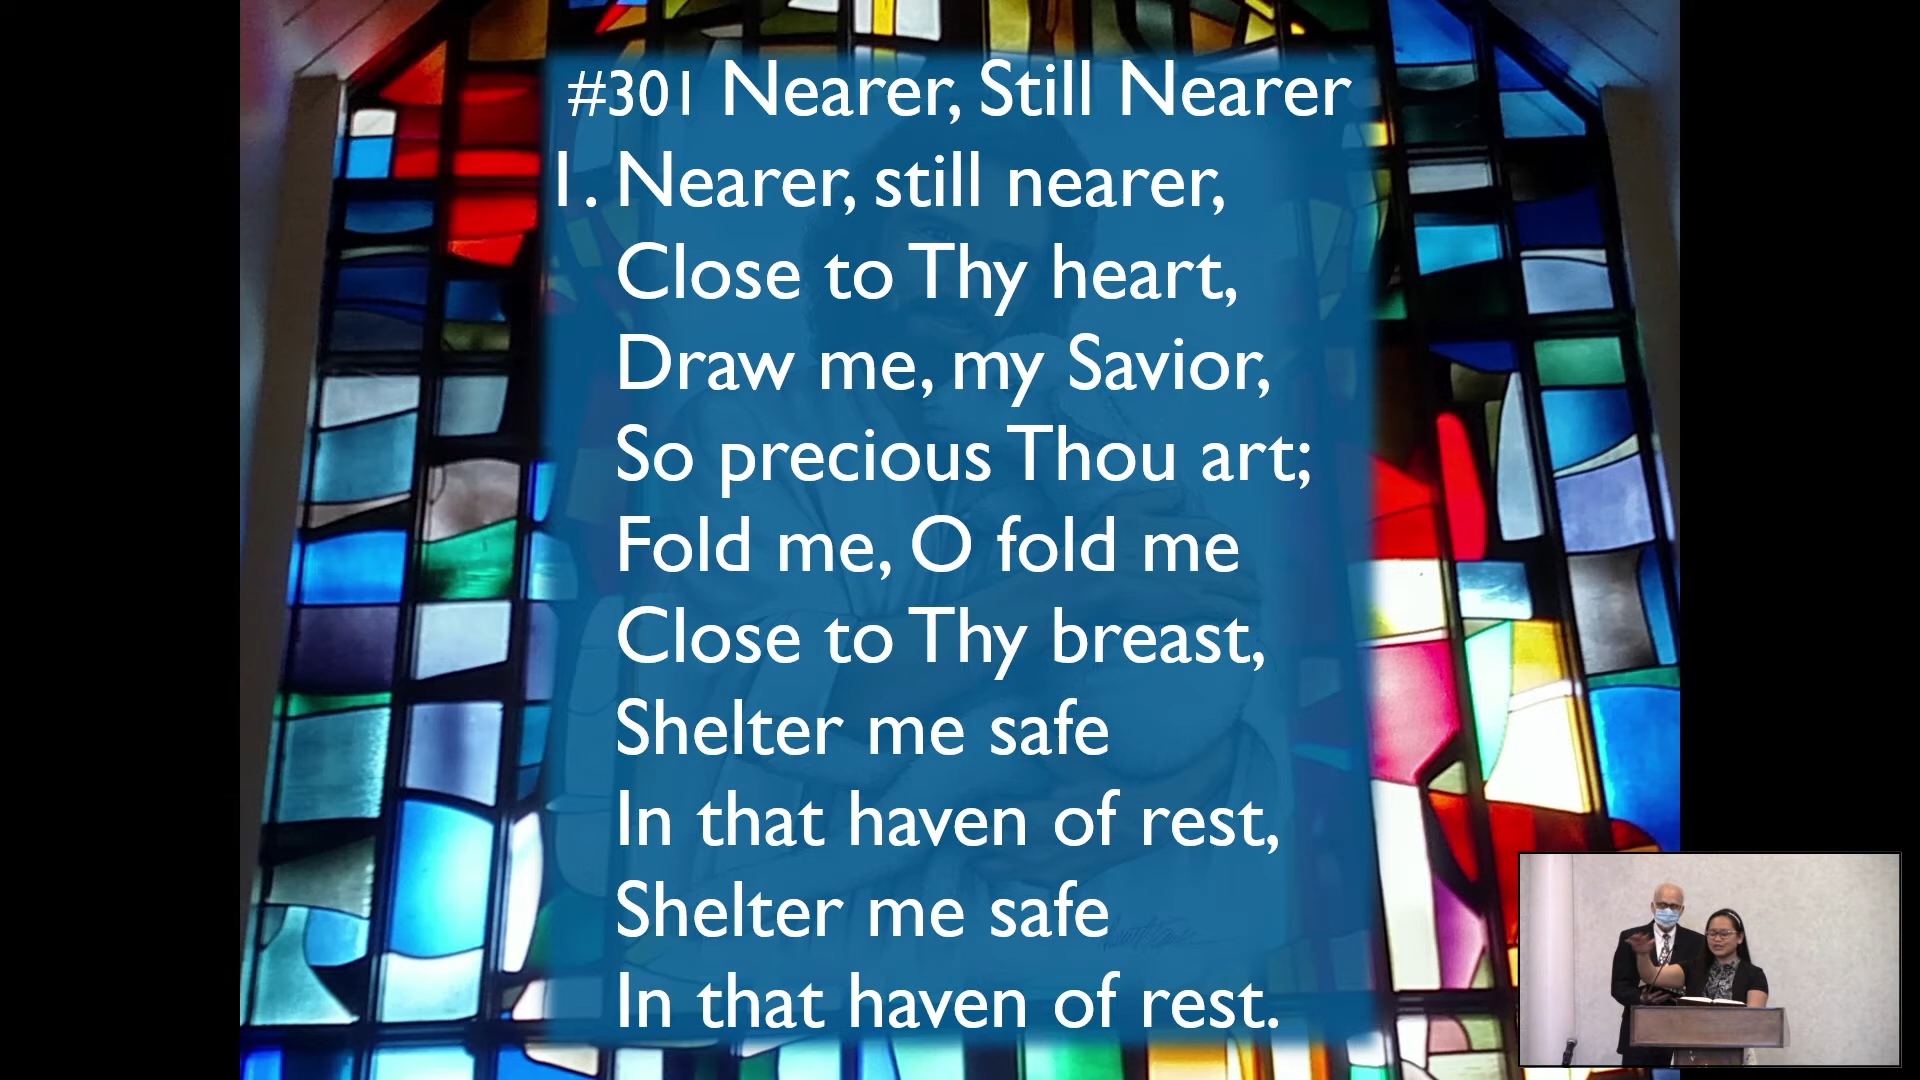 #301 Nearer, Still Nearer
1. Nearer, still nearer,
Close to Thy heart,
Draw me, my Savior,
So precious Thou art;
Fold me, O fold me
Close to Thy breast,
Shelter me safe
In that haven of rest,
Shelter me safe
In that haven of rest.